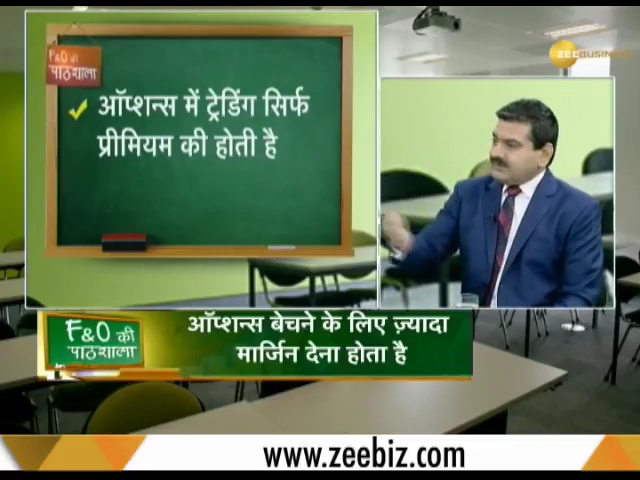 F&O की
पाठशाला
ZEE BUSINESS
ऑप्शन्स में ट्रेडिंग सिर्फ
प्रीमियम की होती है
F&O की
पाठशाला
ऑप्शन्स बेचने के लिए ज़्यादा
मार्जिन देना होता है
www.zeebiz.com